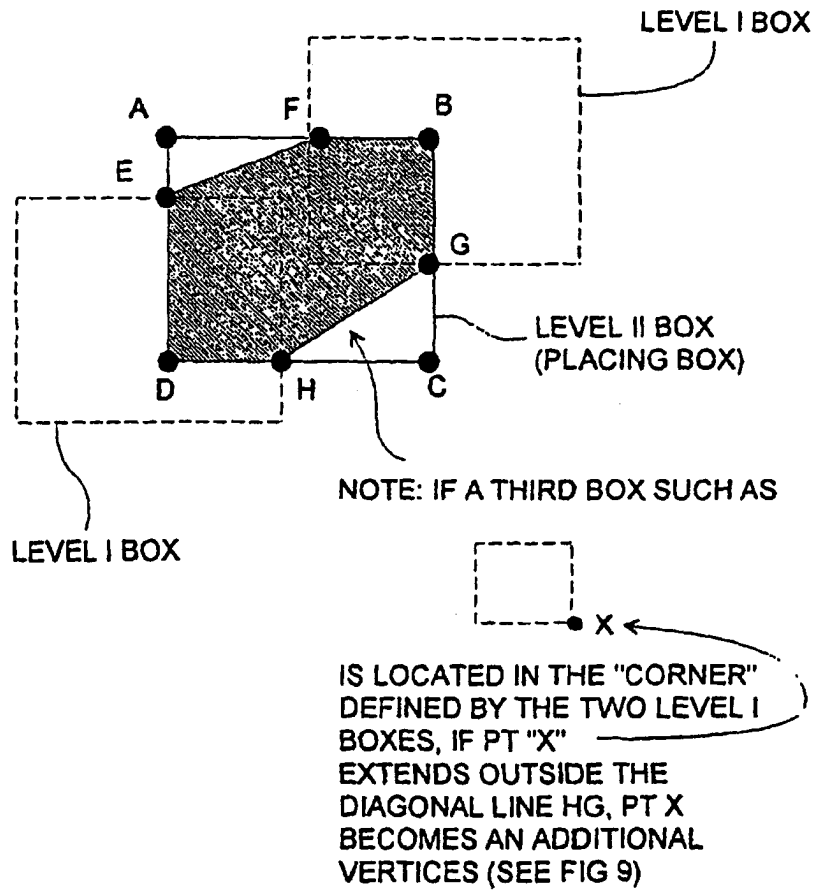 LEVEL I BOX
A
F
B
E
G
LEVEL II BOX
(PLACING BOX)
D
H
C
NOTE: IF A THIRD BOX SUCH AS
LEVEL I BOX
X
IS LOCATED IN THE "CORNER"
DEFINED BY THE TWO LEVEL I
BOXES, IF PT "X"
EXTENDS OUTSIDE THE
DIAGONAL LINE HG, PT X
BECOMES AN ADDITIONAL
VERTICES (SEE FIG 9)